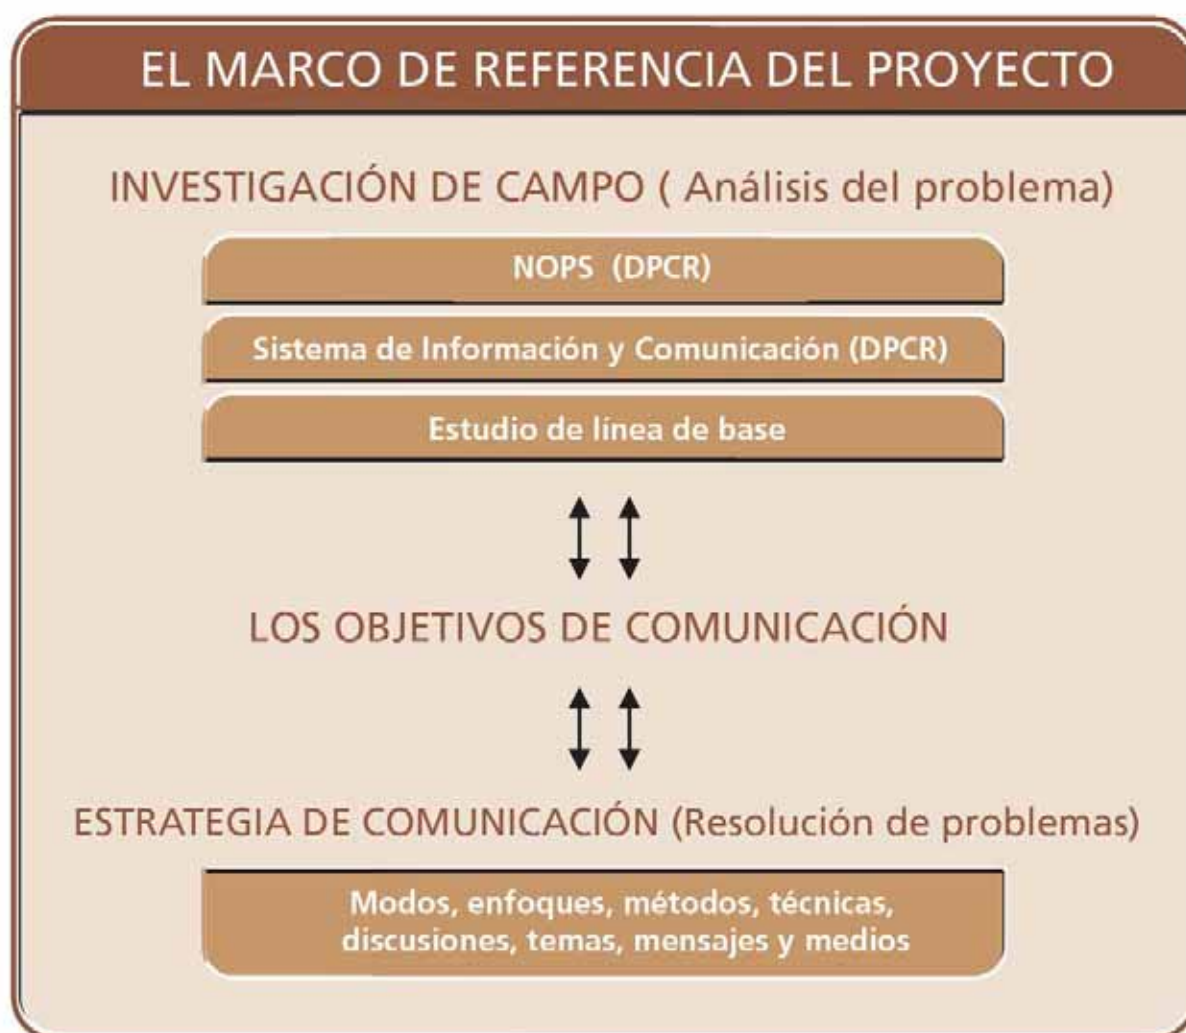 EL MARCO DE REFERENCIA DEL PROYECTO
INVESTIGACIÓN DE CAMPO ( Análisis del problema)
NOPS (DPCR)
Sistema de Información y Comunicación (DPCR)
Estudio de línea de base
LOS OBJETIVOS DE COMUNICACIÓN
ESTRATEGIA DE COMUNICACIÓN (Resolución de problemas)
Modos, enfoques, métodos, técnicas,
discusiones, temas, mensajes y medios